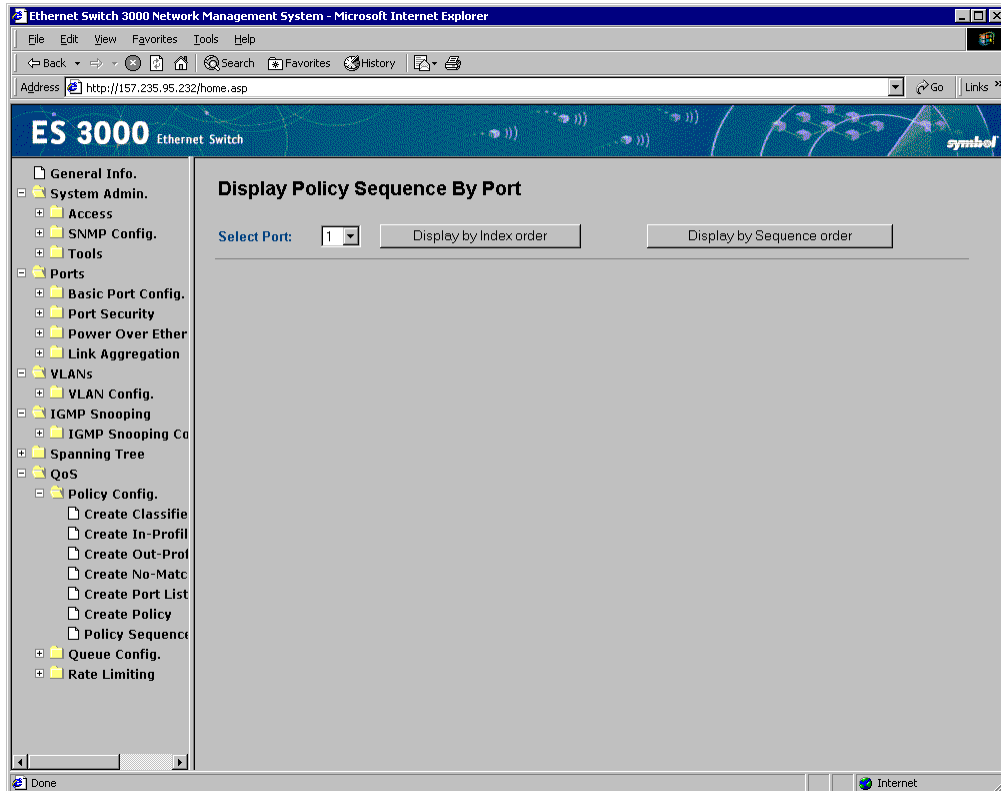 Ethernet Switch 3000 Network Management System - Microsoft Internet Explorer
File Edit View Favorites Tools Help
Back Search Favorites History
Address http://157.235.95.232/home.asp Go Links »
ES 3000 Ethernet Switch symbol
General Info.
System Admin.
Access
SNMP Config.
Tools
Ports
Basic Port Config.
Port Security
Power Over Ether
Link Aggregation
VLANs
VLAN Config.
IGMP Snooping
IGMP Snooping Co
Spanning Tree
QoS
Policy Config.
Create Classifie
Create In-Profil
Create Out-Prof
Create No-Matc
Create Port List
Create Policy
Policy Sequence
Queue Config.
Rate Limiting
Display Policy Sequence By Port
Select Port: 1 Display by Index order Display by Sequence order
Done Internet